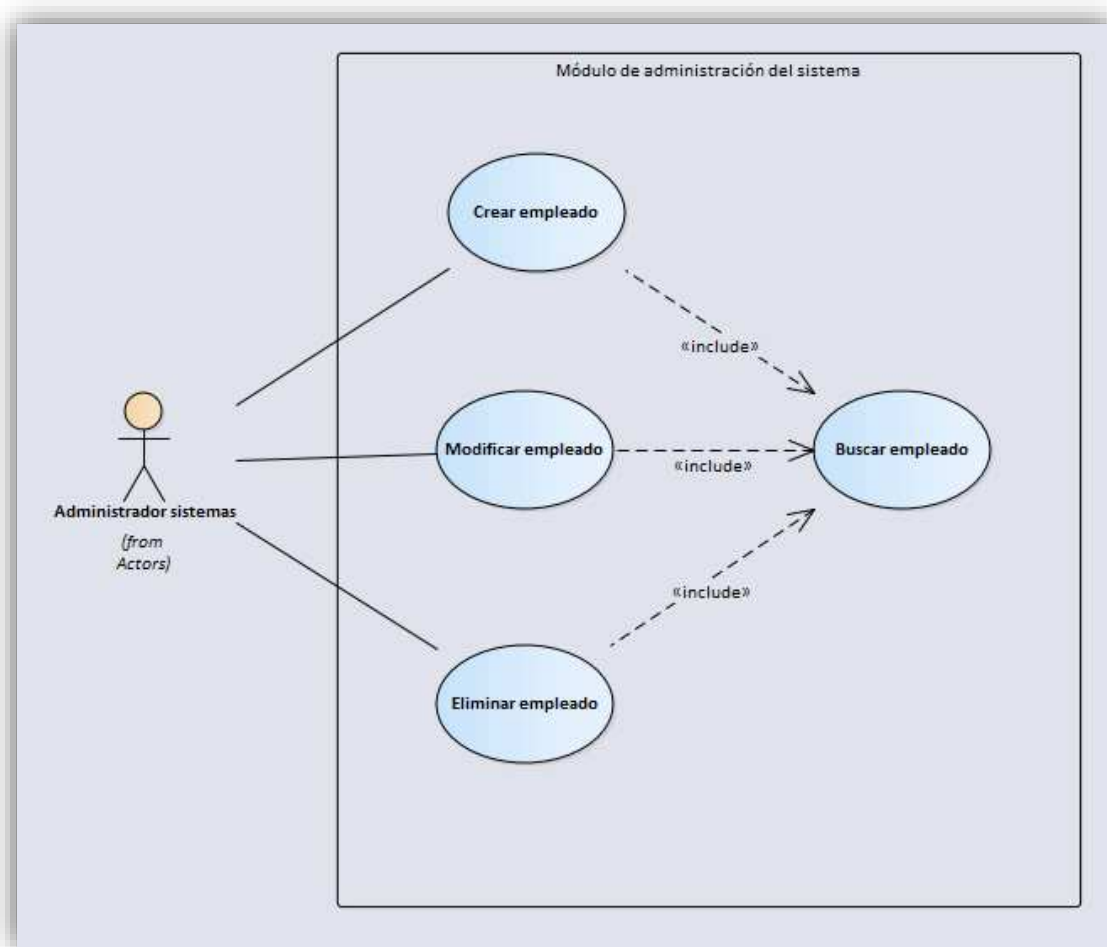 Módulo de administración del sistema
Crear empleado
«include»
Modificar empleado
«include»
Buscar empleado
Administrador sistemas
(from
Actors)
«include»
Eliminar empleado